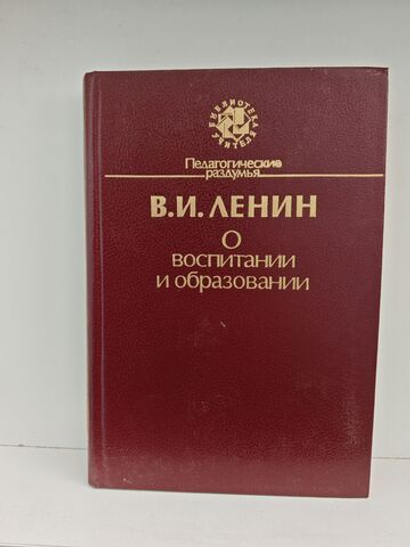 БИБЛИОТЕКА УЧИТЕЛЯ
Педагогические
раздумья
В.И. ЛЕНИН
О
воспитании
и образовании